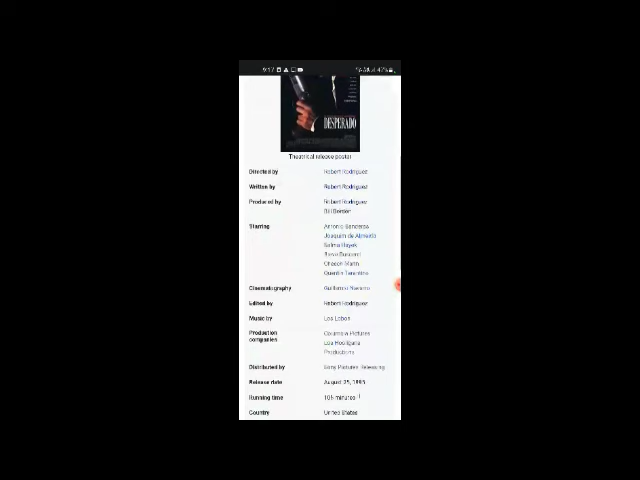 9:17
DESPERADO
Theatrical release poster
Directed by Robert Rodriguez
Written by Robert Rodriguez
Produced by Robert Rodriguez
Bill Borden
Starring Antonio Banderas
Joaquim de Almeida
Salma Hayek
Steve Buscemi
Cheech Marin
Quentin Tarantino
Cinematography Guillermo Navarro
Edited by Robert Rodriguez
Music by Los Lobos
Production companies Columbia Pictures
Los Hooligans
Productions
Distributed by Sony Pictures Releasing
Release date August 25, 1995
Running time minutes
Country United States